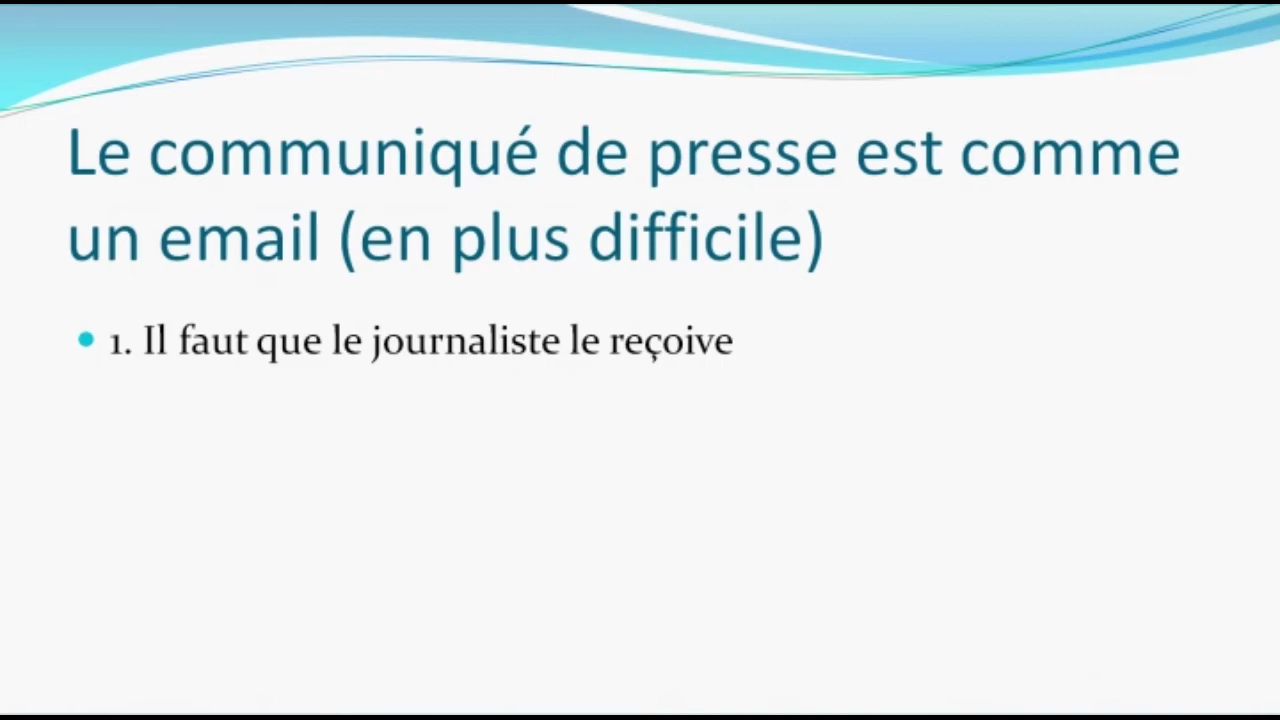 Le communiqué de presse est comme
un email (en plus difficile)
• 1. Il faut que le journaliste le reçoive